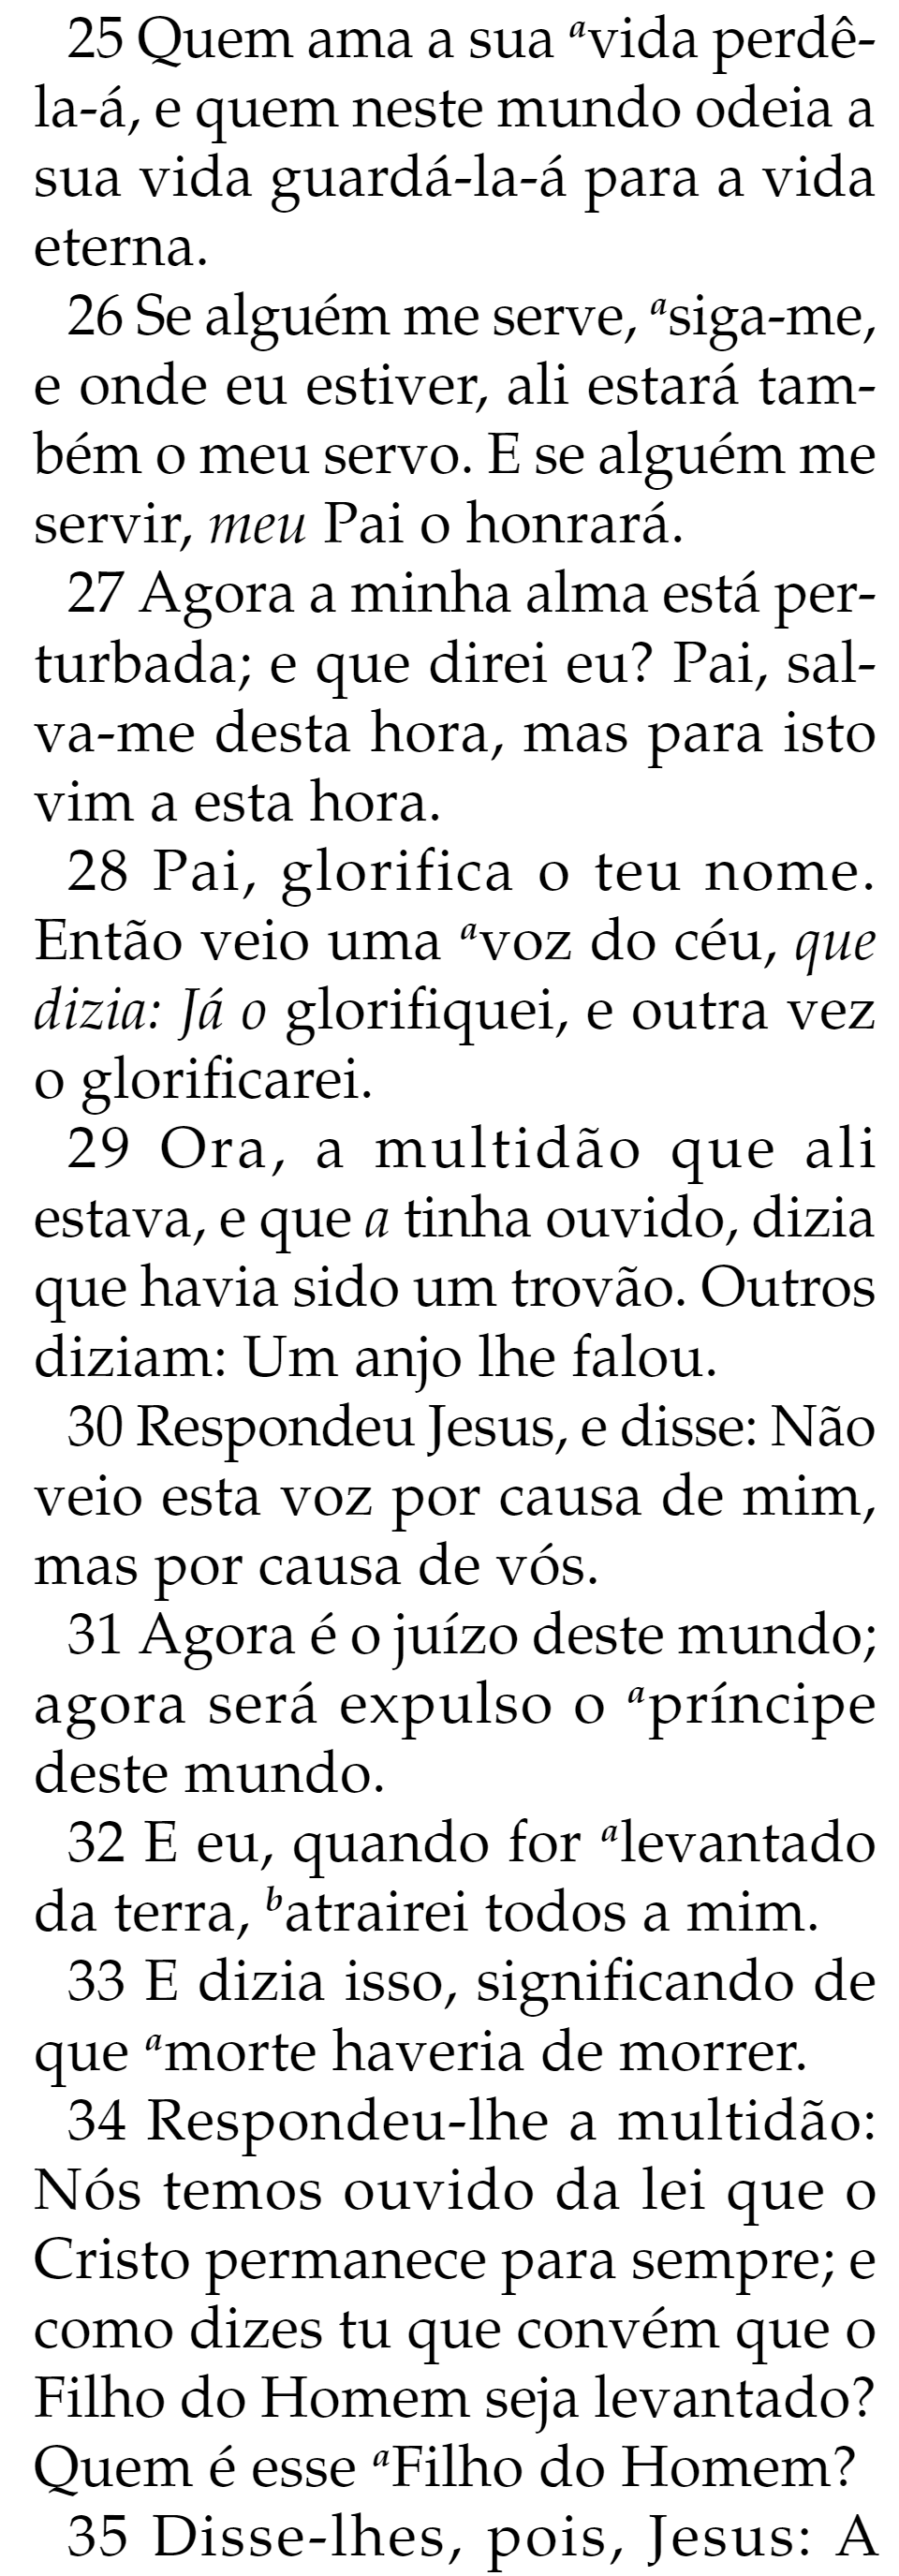 25 Quem ama a sua ᵃvida perdê-
la-á, e quem neste mundo odeia a
sua vida guardá-la-á para a vida
eterna.
26 Se alguém me serve, ᵃsiga-me,
e onde eu estiver, ali estará tam-
bém o meu servo. E se alguém me
servir, meu Pai o honrará.
27 Agora a minha alma está per-
turbada; e que direi eu? Pai, sal-
va-me desta hora, mas para isto
vim a esta hora.
28 Pai, glorifica o teu nome.
Então veio uma ᵃvoz do céu, que
dizia: Já o glorifiquei, e outra vez
o glorificarei.
29 Ora, a multidão que ali
estava, e que a tinha ouvido, dizia
que havia sido um trovão. Outros
diziam: Um anjo lhe falou.
30 Respondeu Jesus, e disse: Não
veio esta voz por causa de mim,
mas por causa de vós.
31 Agora é o juízo deste mundo;
agora será expulso o ᵃpríncipe
deste mundo.
32 E eu, quando for ᵃlevantado
da terra, ᵇatrairei todos a mim.
33 E dizia isso, significando de
que ᵃmorte haveria de morrer.
34 Respondeu-lhe a multidão:
Nós temos ouvido da lei que o
Cristo permanece para sempre; e
como dizes tu que convém que o
Filho do Homem seja levantado?
Quem é esse ᵃFilho do Homem?
35 Disse-lhes, pois, Jesus: A